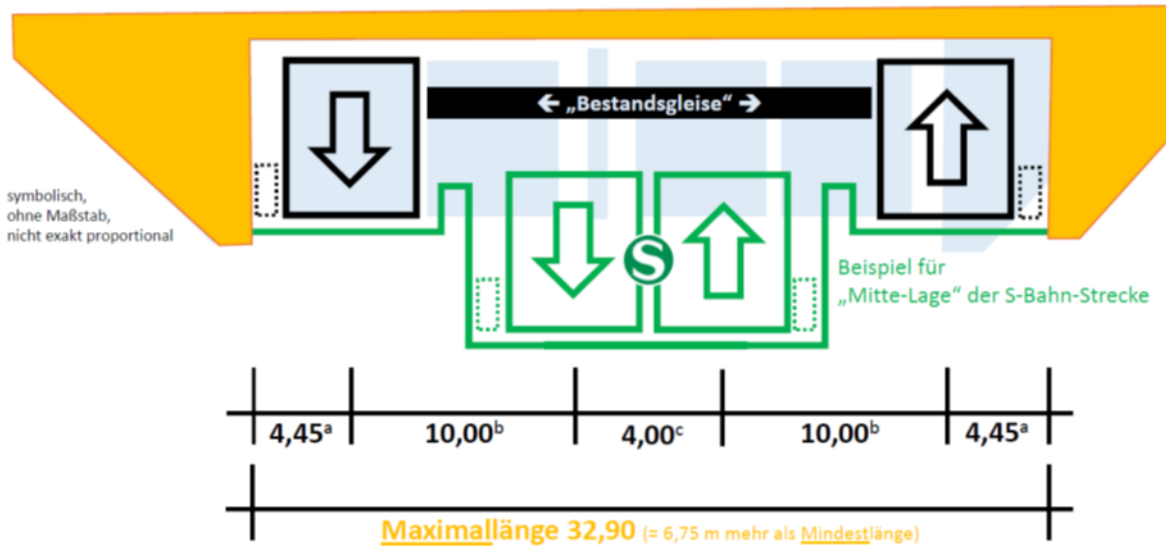 ← „Bestandsgleise“ →
symbolisch,
ohne Maßstab,
nicht exakt proportional
S
Beispiel für
„Mitte-Lage“ der S-Bahn-Strecke
4,45ᵃ 10,00ᵇ 4,00ᶜ 10,00ᵇ 4,45ᵃ
Maximallänge 32,90 (= 6,75 m mehr als Mindestlänge)